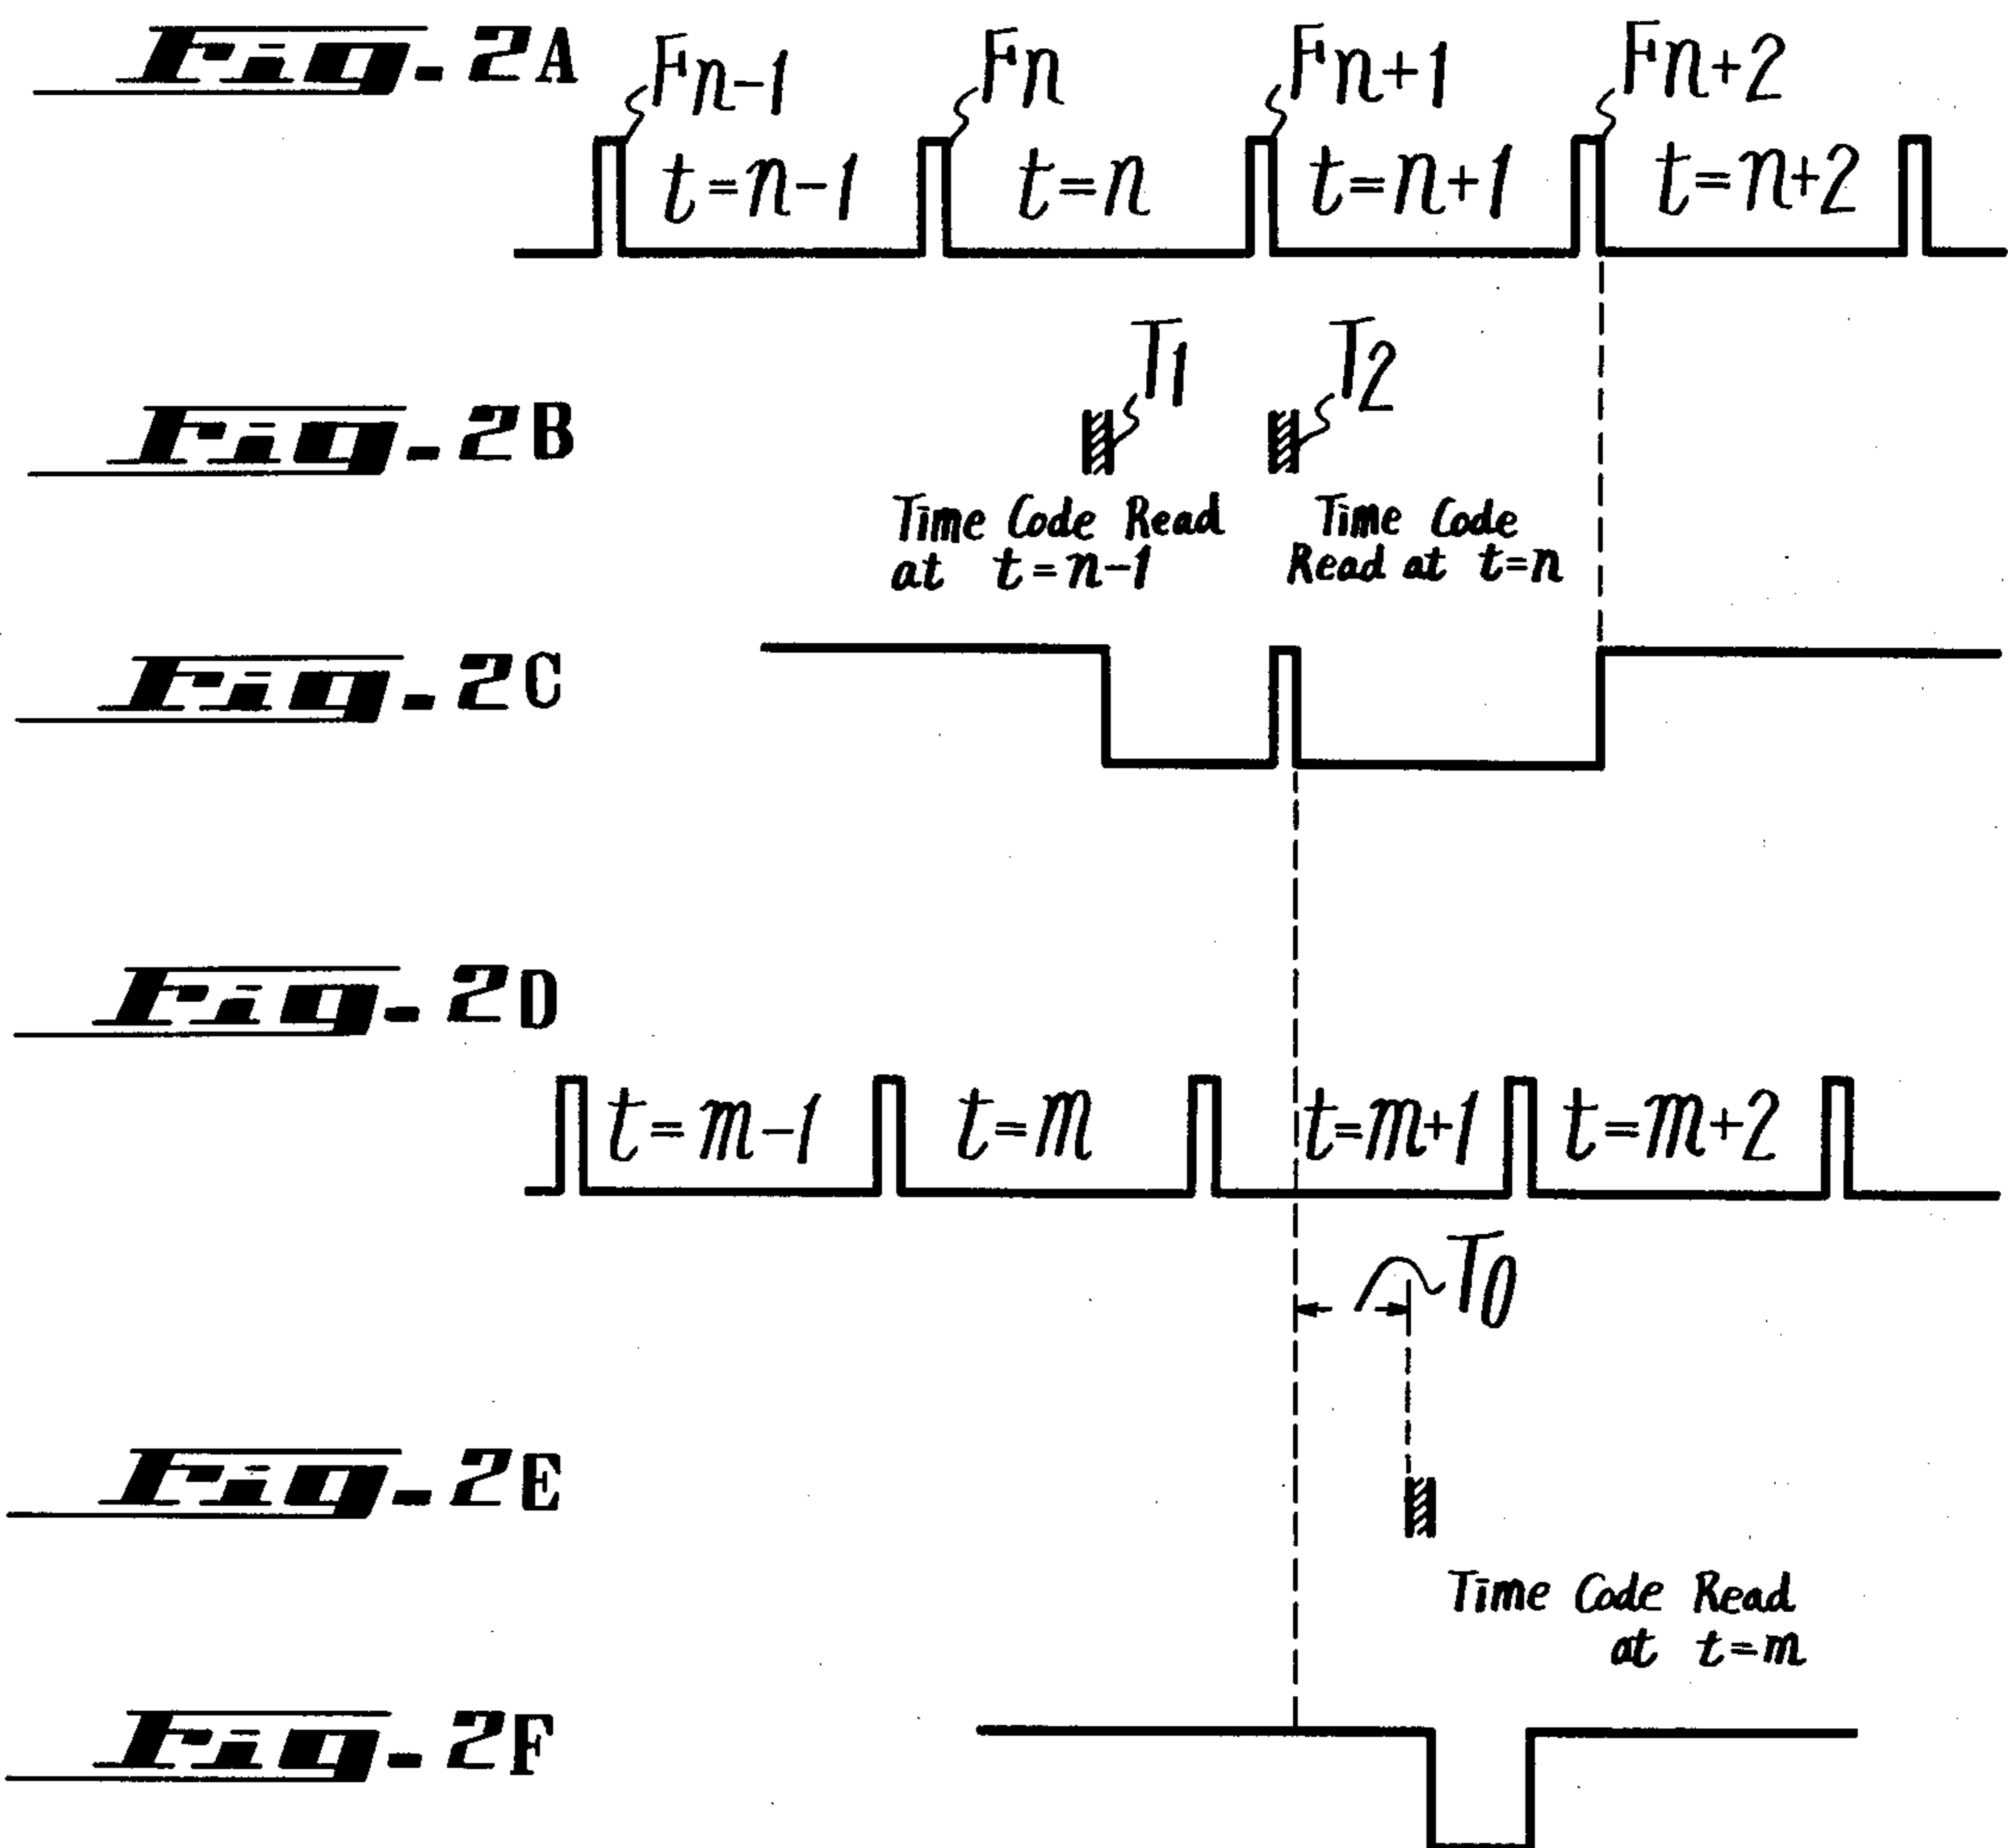 Fig. 2A
Fn-1 Fn Fn+1 Fn+2
t=n-1 t=n t=n+1 t=n+2
T1 T2
Fig. 2B
Time Code Read
at t=n-1
Time Code
Read at t=n
Fig. 2C
Fig. 2D
t=m-1 t=m t=m+1 t=m+2
T0
Fig. 2E
Time Code Read
at t=m
Fig. 2F